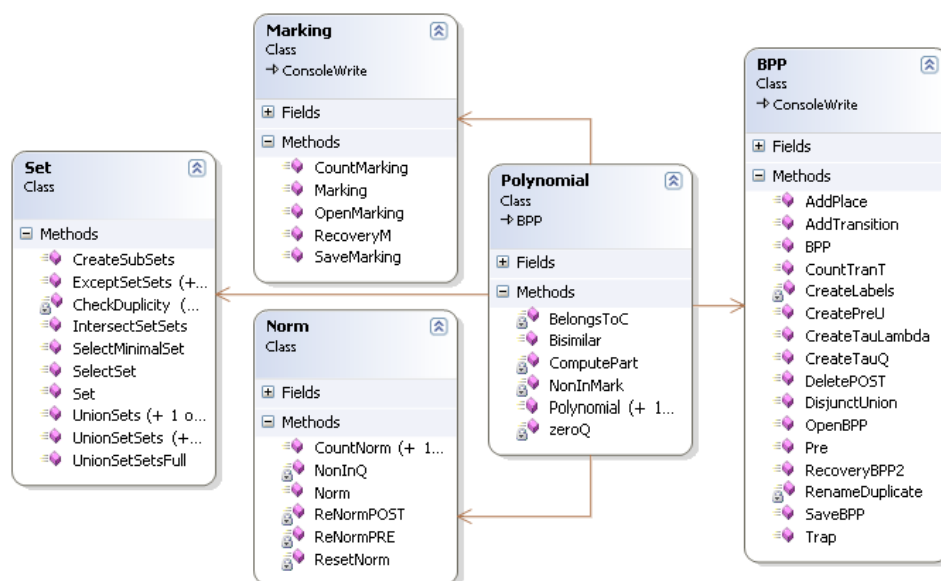 Marking
Class
ConsoleWrite
Fields
Methods
CountMarking
Marking
OpenMarking
RecoveryM
SaveMarking
Set
Class
Methods
CreateSubSets
ExceptSetSets (+...
CheckDuplicity (...
IntersectSetSets
SelectMinimalSet
SelectSet
Set
UnionSets (+ 1 o...
UnionSetSets (+...
UnionSetSetsFull
Norm
Class
Fields
Methods
CountNorm (+ 1...
NonInQ
Norm
ReNormPOST
ReNormPRE
ResetNorm
Polynomial
Class
BPP
Fields
Methods
BelongsToC
Bisimilar
ComputePart
NonInMark
Polynomial (+ 1...
zeroQ
BPP
Class
ConsoleWrite
Fields
Methods
AddPlace
AddTransition
BPP
CountTranT
CreateLabels
CreatePreU
CreateTauLambda
CreateTauQ
DeletePOST
DisjunctUnion
OpenBPP
Pre
RecoveryBPP2
RenameDuplicate
SaveBPP
Trap